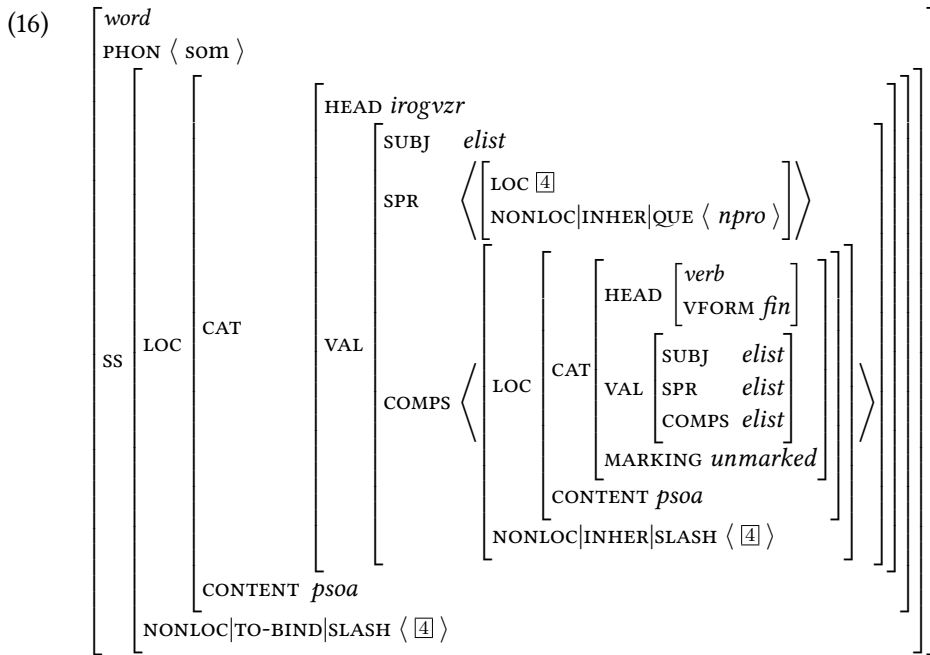 (16)
word
PHON ⟨ som ⟩
HEAD irogvzr
SUBJ elist
LOC 4
SPR
NONLOC|INHER|QUE ⟨ npro ⟩
verb
HEAD
VFORM fin
CAT
SUBJ elist
LOC
VAL
SS
LOC CAT VAL SPR elist
COMPS
COMPS elist
MARKING unmarked
CONTENT psoa
NONLOC|INHER|SLASH ⟨ 4 ⟩
CONTENT psoa
NONLOC|TO-BIND|SLASH ⟨ 4 ⟩